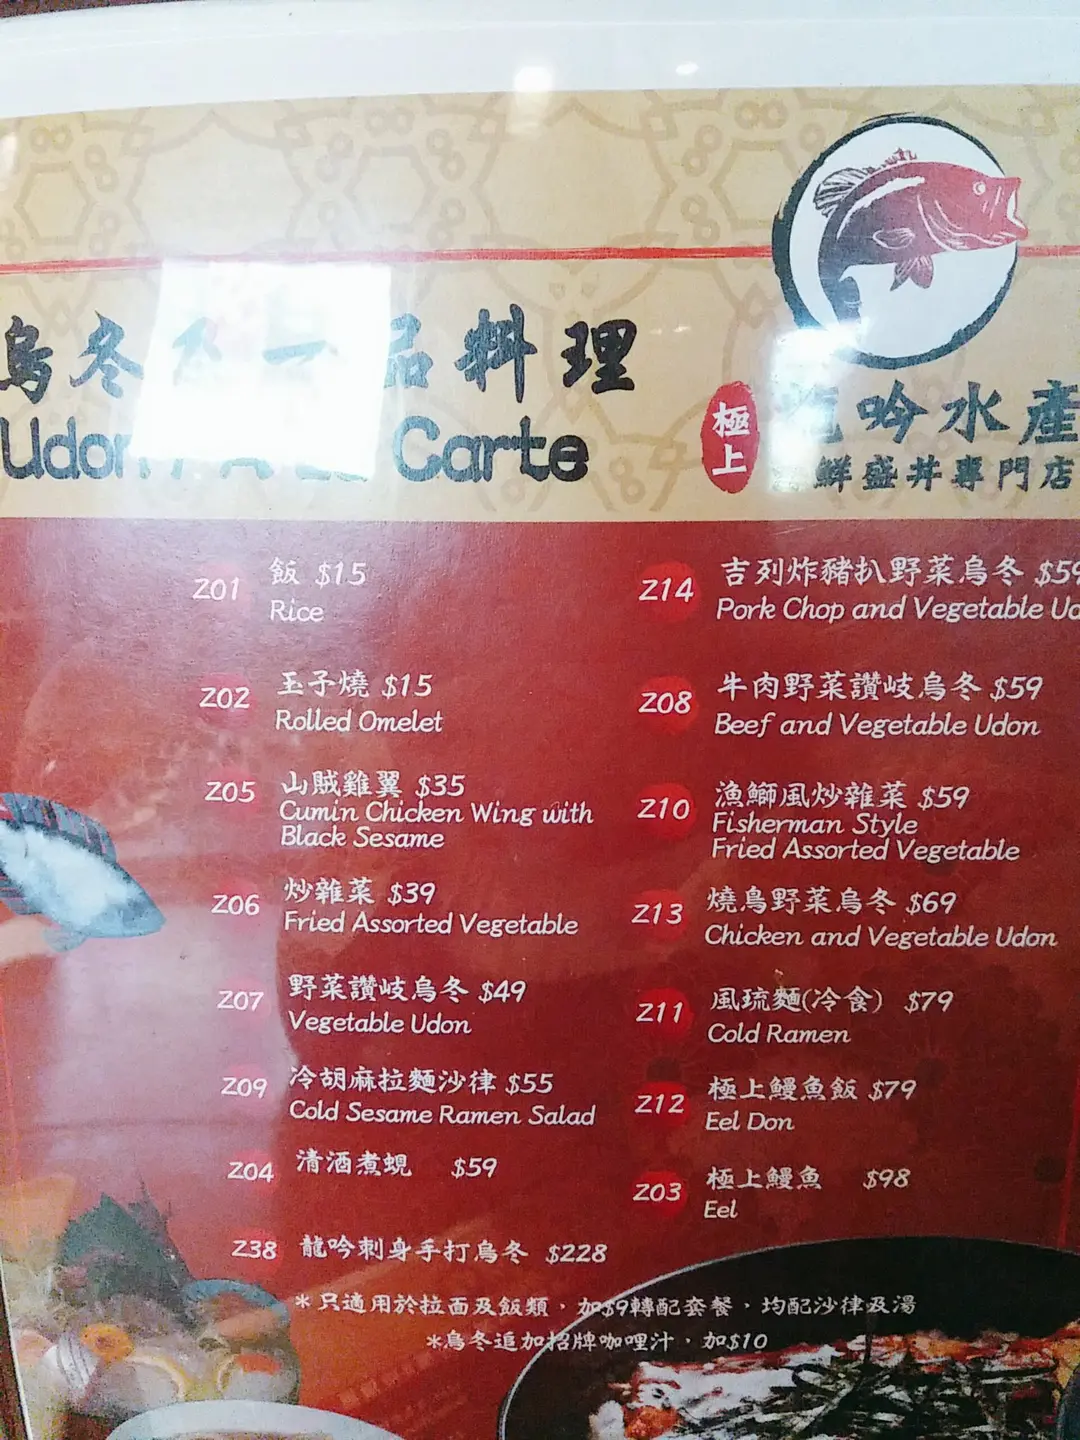 烏冬 品料理
Udon Carte
極上
吟水產
鮮盛丼專門店
Z01 飯 $15
Rice
Z02 玉子燒 $15
Rolled Omelet
Z05 山賊雞翼 $35
Cumin Chicken Wing with
Black Sesame
Z06 炒雜菜 $39
Fried Assorted Vegetable
Z07 野菜讚岐烏冬 $49
Vegetable Udon
Z09 冷胡麻拉麵沙律 $55
Cold Sesame Ramen Salad
Z04 清酒煮蜆 $59
Z38 龍吟刺身手打烏冬 $228
Z14 吉列炸豬扒野菜烏冬 $59
Pork Chop and Vegetable
Z08 牛肉野菜讚岐烏冬 $59
Beef and Vegetable Udon
Z10 漁鰤風炒雜菜 $59
Fisherman Style
Fried Assorted Vegetable
Z13 燒鳥野菜烏冬 $69
Chicken and Vegetable Udon
Z11 風琉麵(冷食) $79
Cold Ramen
Z12 極上鰻魚飯 $79
Eel Don
Z03 極上鰻魚 $98
Eel
*只適用於拉面及飯類，加$9轉配套餐，均配沙律及湯
*烏冬追加招牌咖哩汁，加$10